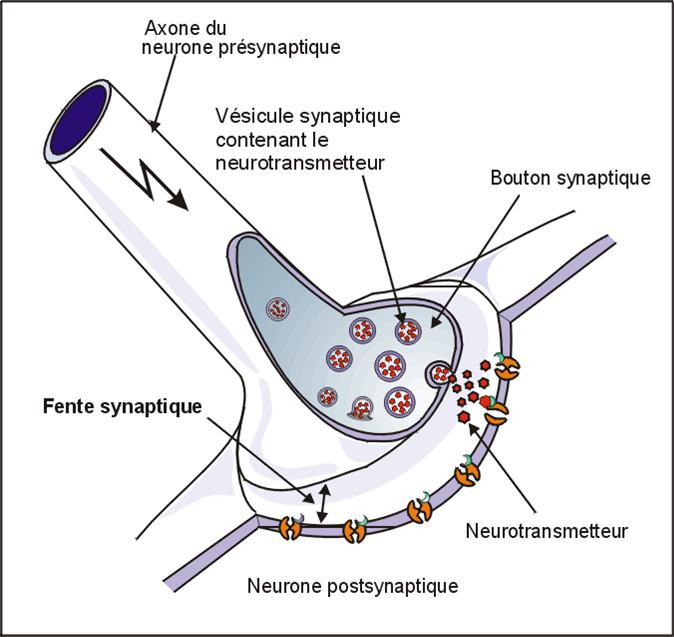 Axone du
neurone présynaptique
Vésicule synaptique
contenant le
neurotransmetteur
Bouton synaptique
Fente synaptique
Neurotransmetteur
Neurone postsynaptique